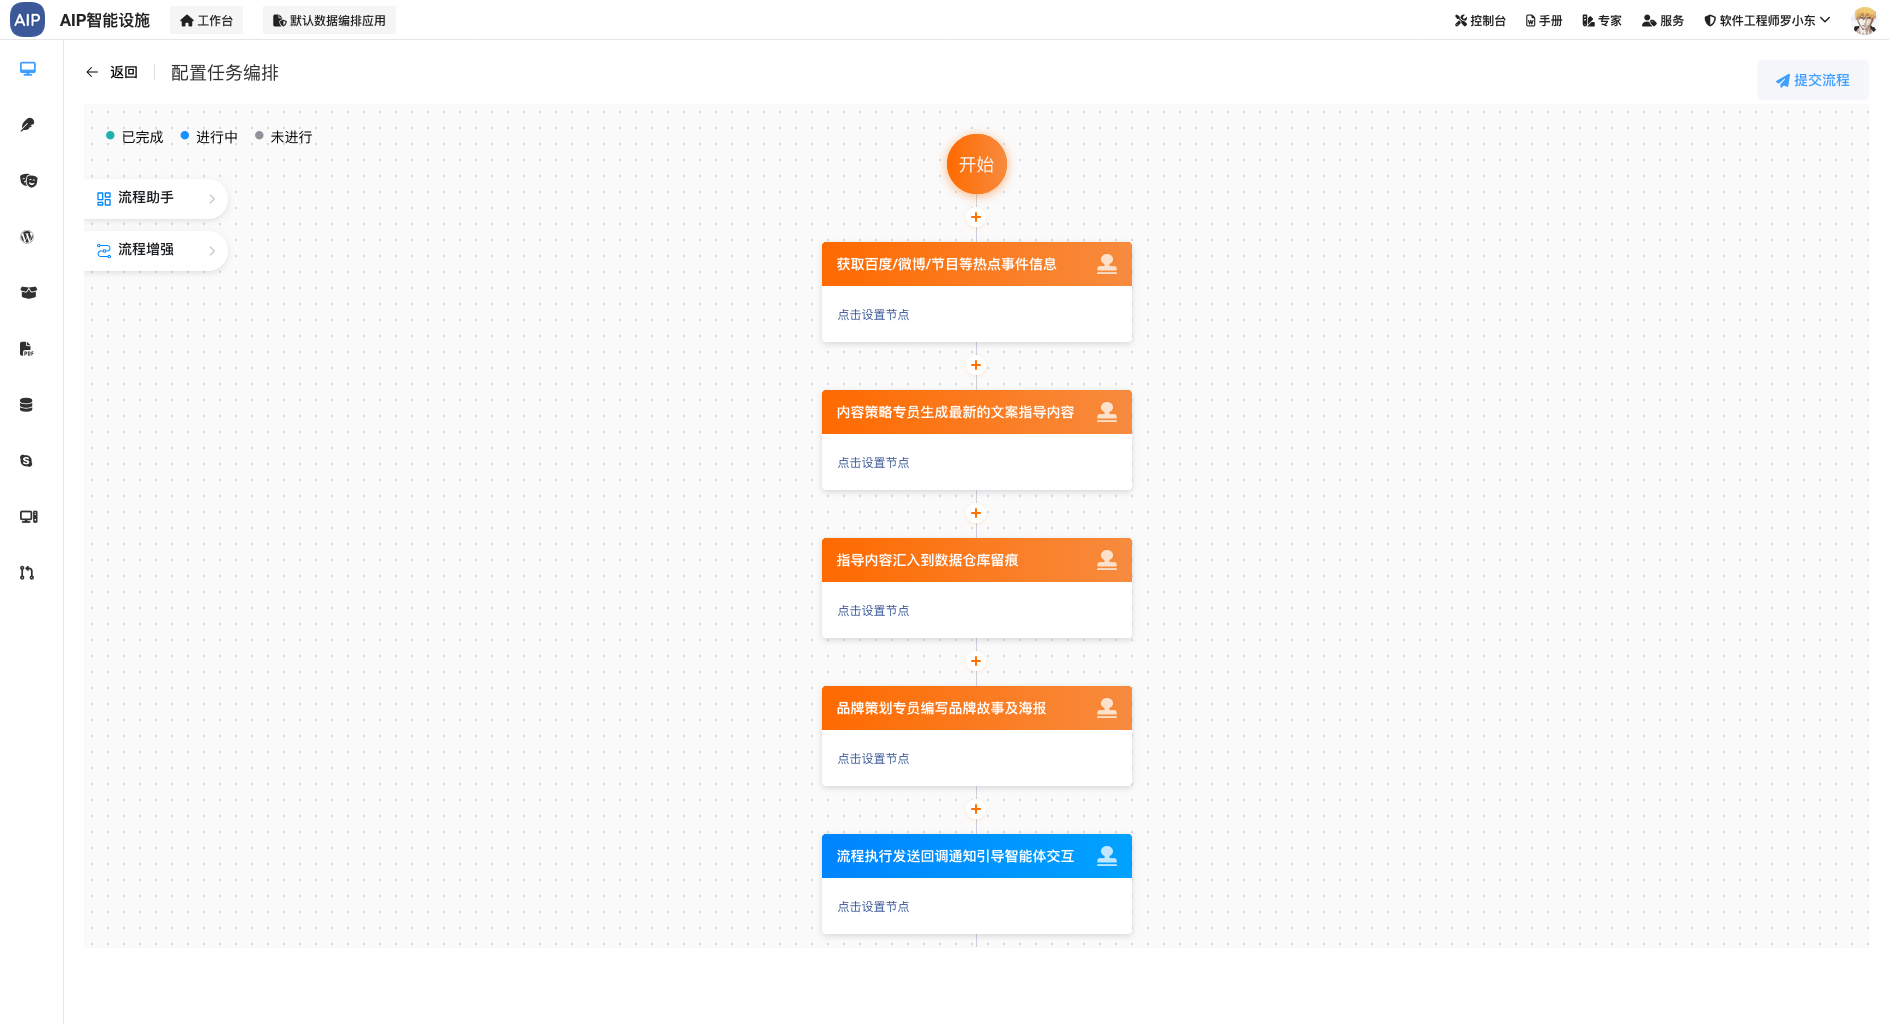 AIP AIP智能设施 工作台 默认数据编排应用 控制台 手册 专家 服务 软件工程师罗小东
返回 配置任务编排
提交流程
已完成 进行中 未进行
开始
流程助手
流程增强
获取百度/微博/节目等热点事件信息
点击设置节点
内容策略专员生成最新的文案指导内容
点击设置节点
指导内容汇入到数据仓库留痕
点击设置节点
品牌策划专员编写品牌故事及海报
点击设置节点
流程执行发送回调通知引导智能体交互
点击设置节点